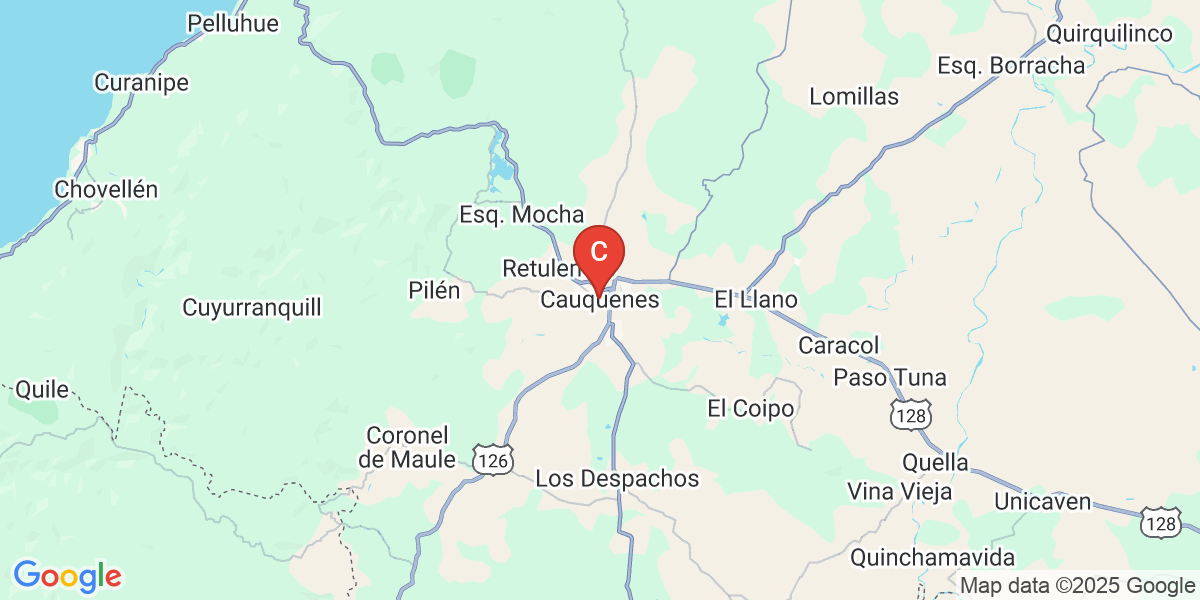 Pelluhue
Quirquilinco
Esq. Borracha
Curanipe
Lomillas
Chovellén
Esq. Mocha
C
Retulen
Pilén
Cauquenes
El Llano
Cuyurranquill
Caracol
Paso Tuna
Quile
El Coipo
128
Coronel
de Maule
126
Quella
Los Despachos
Vina Vieja
Unicaven
128
Quinchamavida
Google
Map data ©2025 Google